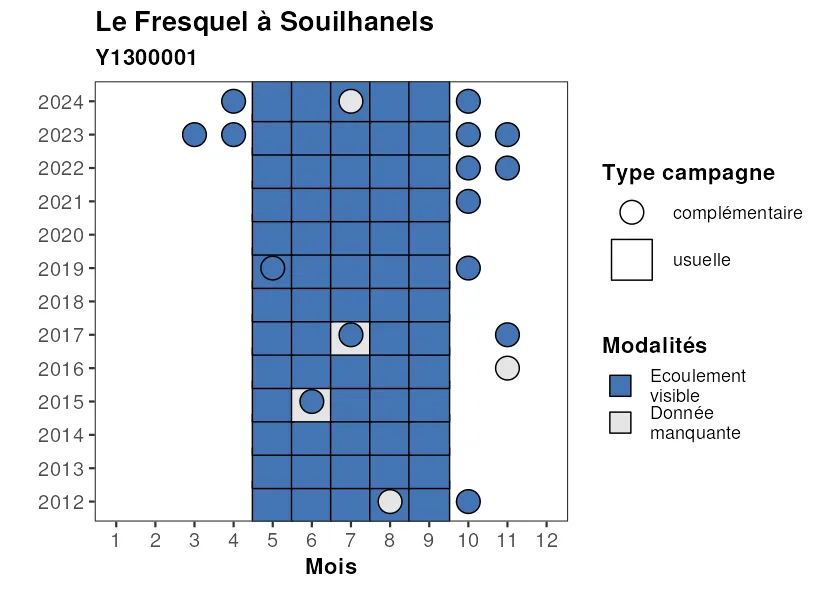 Le Fresquel à Souilhanels
Y1300001
2024
2023
2022
2021
2020
2019
2018
2017
2016
2015
2014
2013
2012
1 2 3 4 5 6 7 8 9 10 11 12
Mois
Type campagne
complémentaire
usuelle
Modalités
Ecoulement
visible
Donnée
manquante